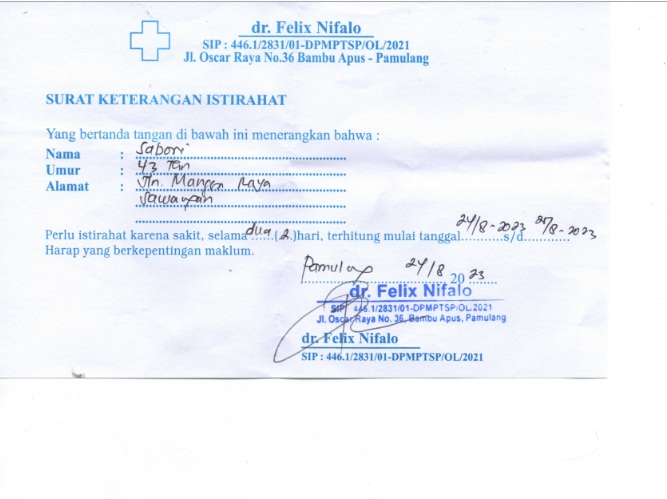 dr. Felix Nifalo
SIP : 446.1/2831/01-DPMPTSP/OL/2021
Jl. Oscar Raya No.36 Bambu Apus - Pamulang
SURAT KETERANGAN ISTIRAHAT
Yang bertanda tangan di bawah ini menerangkan bahwa :
Nama : Sabori
Umur : 43 Thn
Alamat : Jln. Mangga Raya
Sawangan
Perlu istirahat karena sakit, selama dua (2) hari, terhitung mulai tanggal 24/8-2023 s/d 25/8-2023
Harap yang berkepentingan maklum.
Pamulang 24/8 2023
dr. Felix Nifalo
SIP : 446.1/2831/01-DPMPTSP/OL/2021
Jl. Oscar Raya No. 36, Bambu Apus, Pamulang
dr. Felix Nifalo
SIP : 446.1/2831/01-DPMPTSP/OL/2021